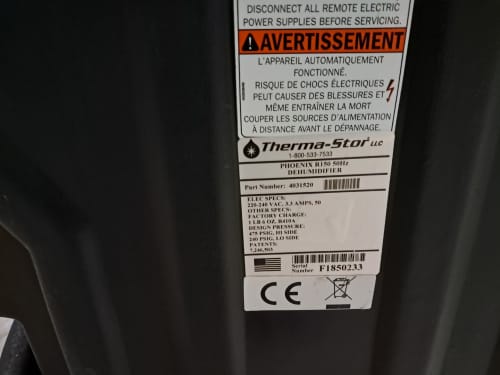 DISCONNECT ALL REMOTE ELECTRIC
POWER SUPPLIES BEFORE SERVICING.
AVERTISSEMENT
L'APPAREIL AUTOMATIQUEMENT
FONCTIONNÉ.
RISQUE DE CHOCS ÉLECTRIQUES
PEUT CAUSER DES BLESSURES ET
MÊME ENTRAÎNER LA MORT
COUPER LES SOURCES D'ALIMENTATION
À DISTANCE AVANT LE DÉPANNAGE.
Therma-Stor LLC
1-800-533-7533
PHOENIX R150 50Hz
DEHUMIDIFIER
Part Number: 4031520
ELEC SPECS:
220-240 VAC, 3.3 AMPS, 50
OTHER SPECS:
FACTORY CHARGE:
1 LB 6 OZ. R410A
DESIGN PRESSURE:
475 PSIG, HI SIDE
240 PSIG, LO SIDE
PATENTS:
7,246,503
Serial
Number F1850233
CE